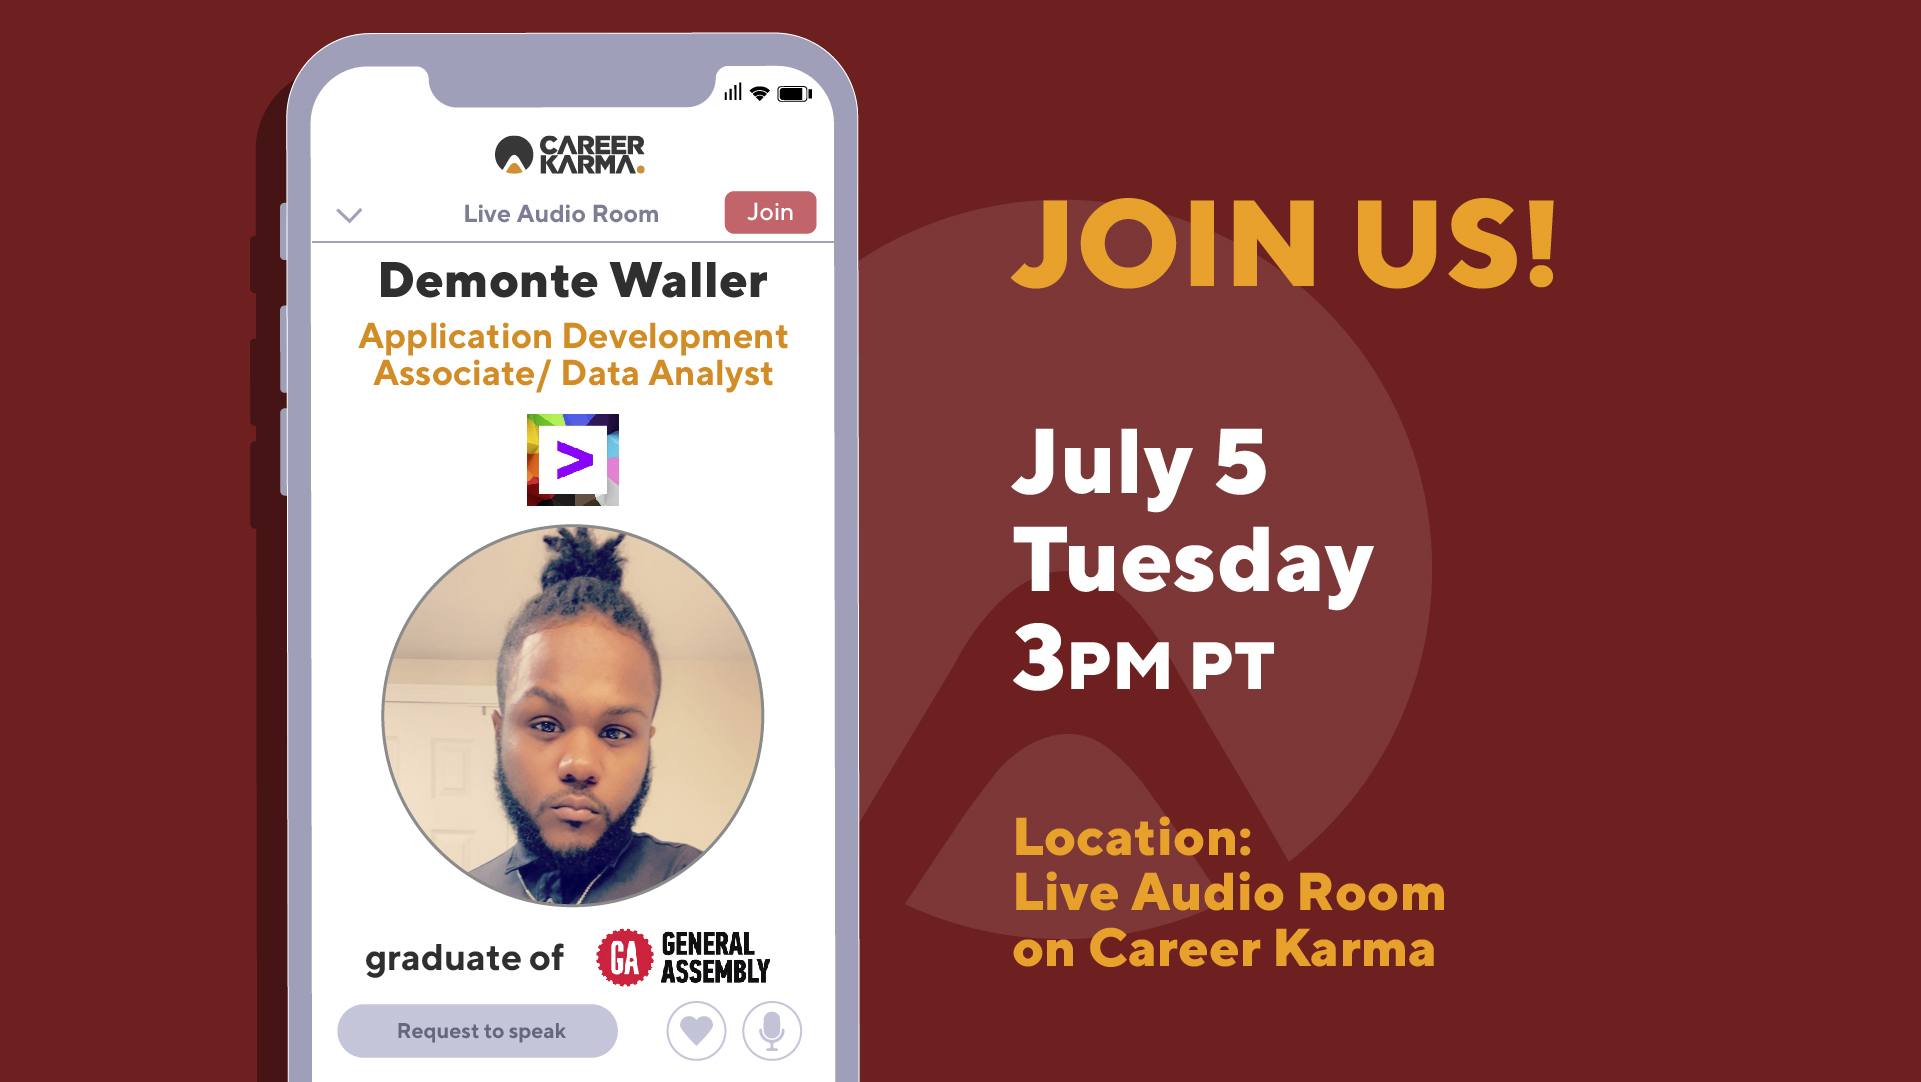 CAREER
KARMA.
Live Audio Room
Join
Demonte Waller
Application Development
Associate/ Data Analyst
>
graduate of
GA
GENERAL
ASSEMBLY
Request to speak
JOIN US!
July 5
Tuesday
3PM PT
Location:
Live Audio Room
on Career Karma